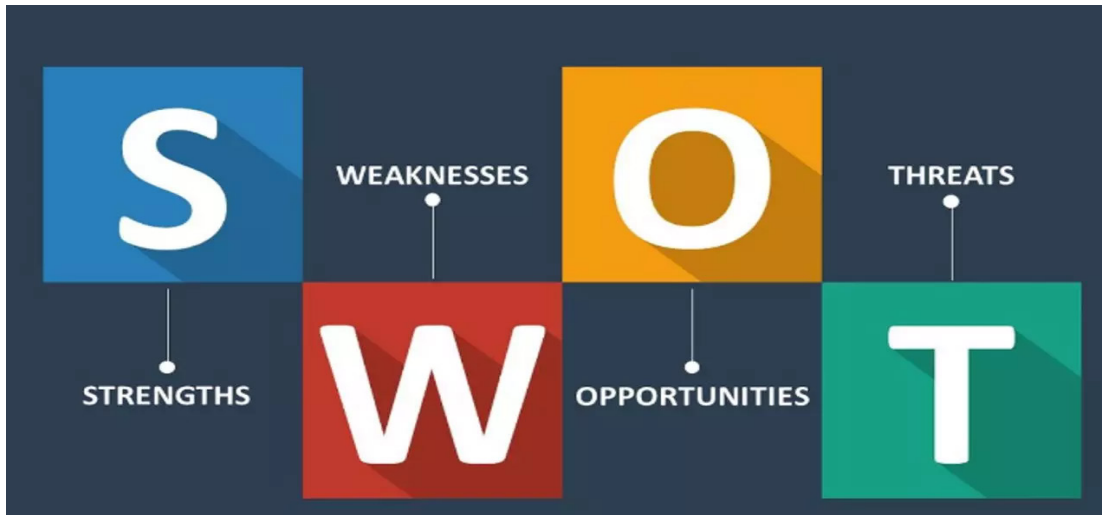 S
STRENGTHS
WEAKNESSES
W
O
OPPORTUNITIES
THREATS
T